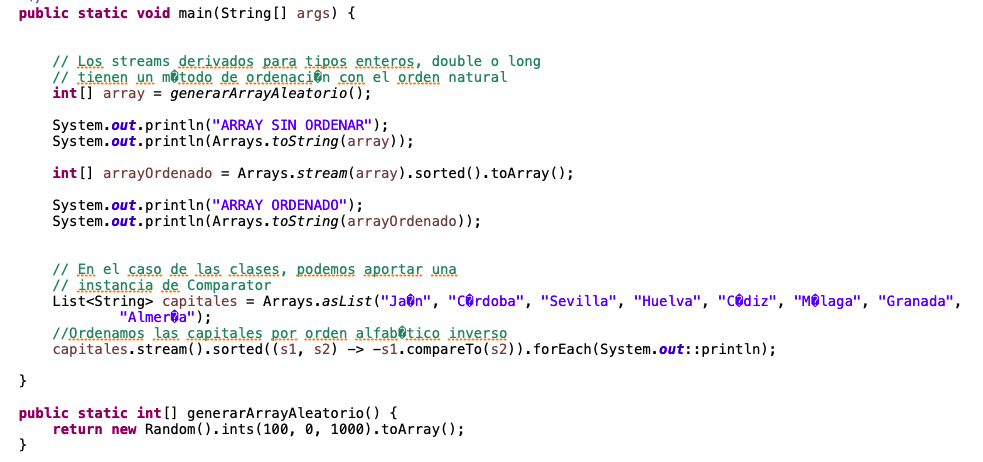 public static void main(String[] args) {
// Los streams derivados para tipos enteros, double o long
// tienen un m�todo de ordenaci�n con el orden natural
int[] array = generarArrayAleatorio();
System.out.println("ARRAY SIN ORDENAR");
System.out.println(Arrays.toString(array));
int[] arrayOrdenado = Arrays.stream(array).sorted().toArray();
System.out.println("ARRAY ORDENADO");
System.out.println(Arrays.toString(arrayOrdenado));
// En el caso de las clases, podemos aportar una
// instancia de Comparator
List<String> capitales = Arrays.asList("Ja�n", "C�rdoba", "Sevilla", "Huelva", "C�diz", "M�laga", "Granada",
"Almer�a");
//Ordenamos las capitales por orden alfab�tico inverso
capitales.stream().sorted((s1, s2) -> -s1.compareTo(s2)).forEach(System.out::println);
}
public static int[] generarArrayAleatorio() {
return new Random().ints(100, 0, 1000).toArray();
}